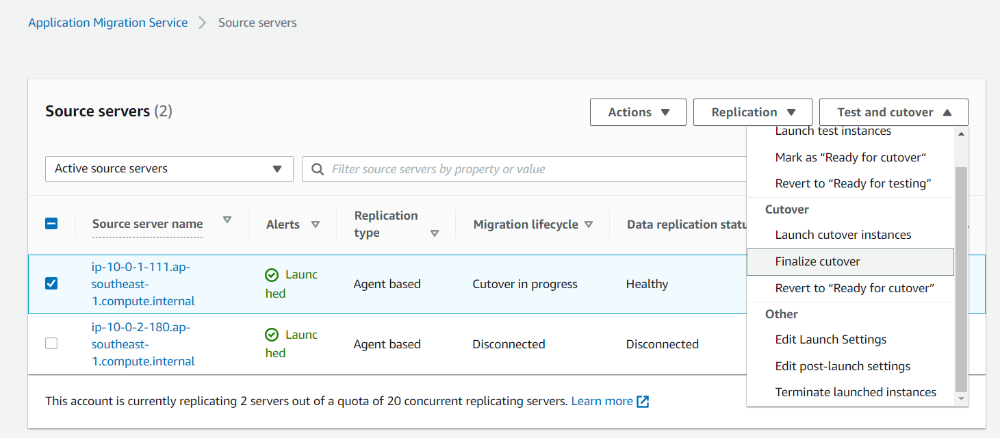 Application Migration Service > Source servers
Source servers (2)
Actions
Replication
Test and cutover
Launch test instances
Mark as “Ready for cutover“
Revert to “Ready for testing”
Cutover
Launch cutover instances
Finalize cutover
Revert to “Ready for cutover”
Other
Edit Launch Settings
Edit post-launch settings
Terminate launched instances
Active source servers
Filter source servers by property or value
Source server name
Alerts
Replication
type
Migration lifecycle
Data replication statu
ip-10-0-1-111.ap-
southeast-
1.compute.internal
Launc
hed
Agent based
Cutover in progress
Healthy
ip-10-0-2-180.ap-
southeast-
1.compute.internal
Launc
hed
Agent based
Disconnected
Disconnected
This account is currently replicating 2 servers out of a quota of 20 concurrent replicating servers. Learn more